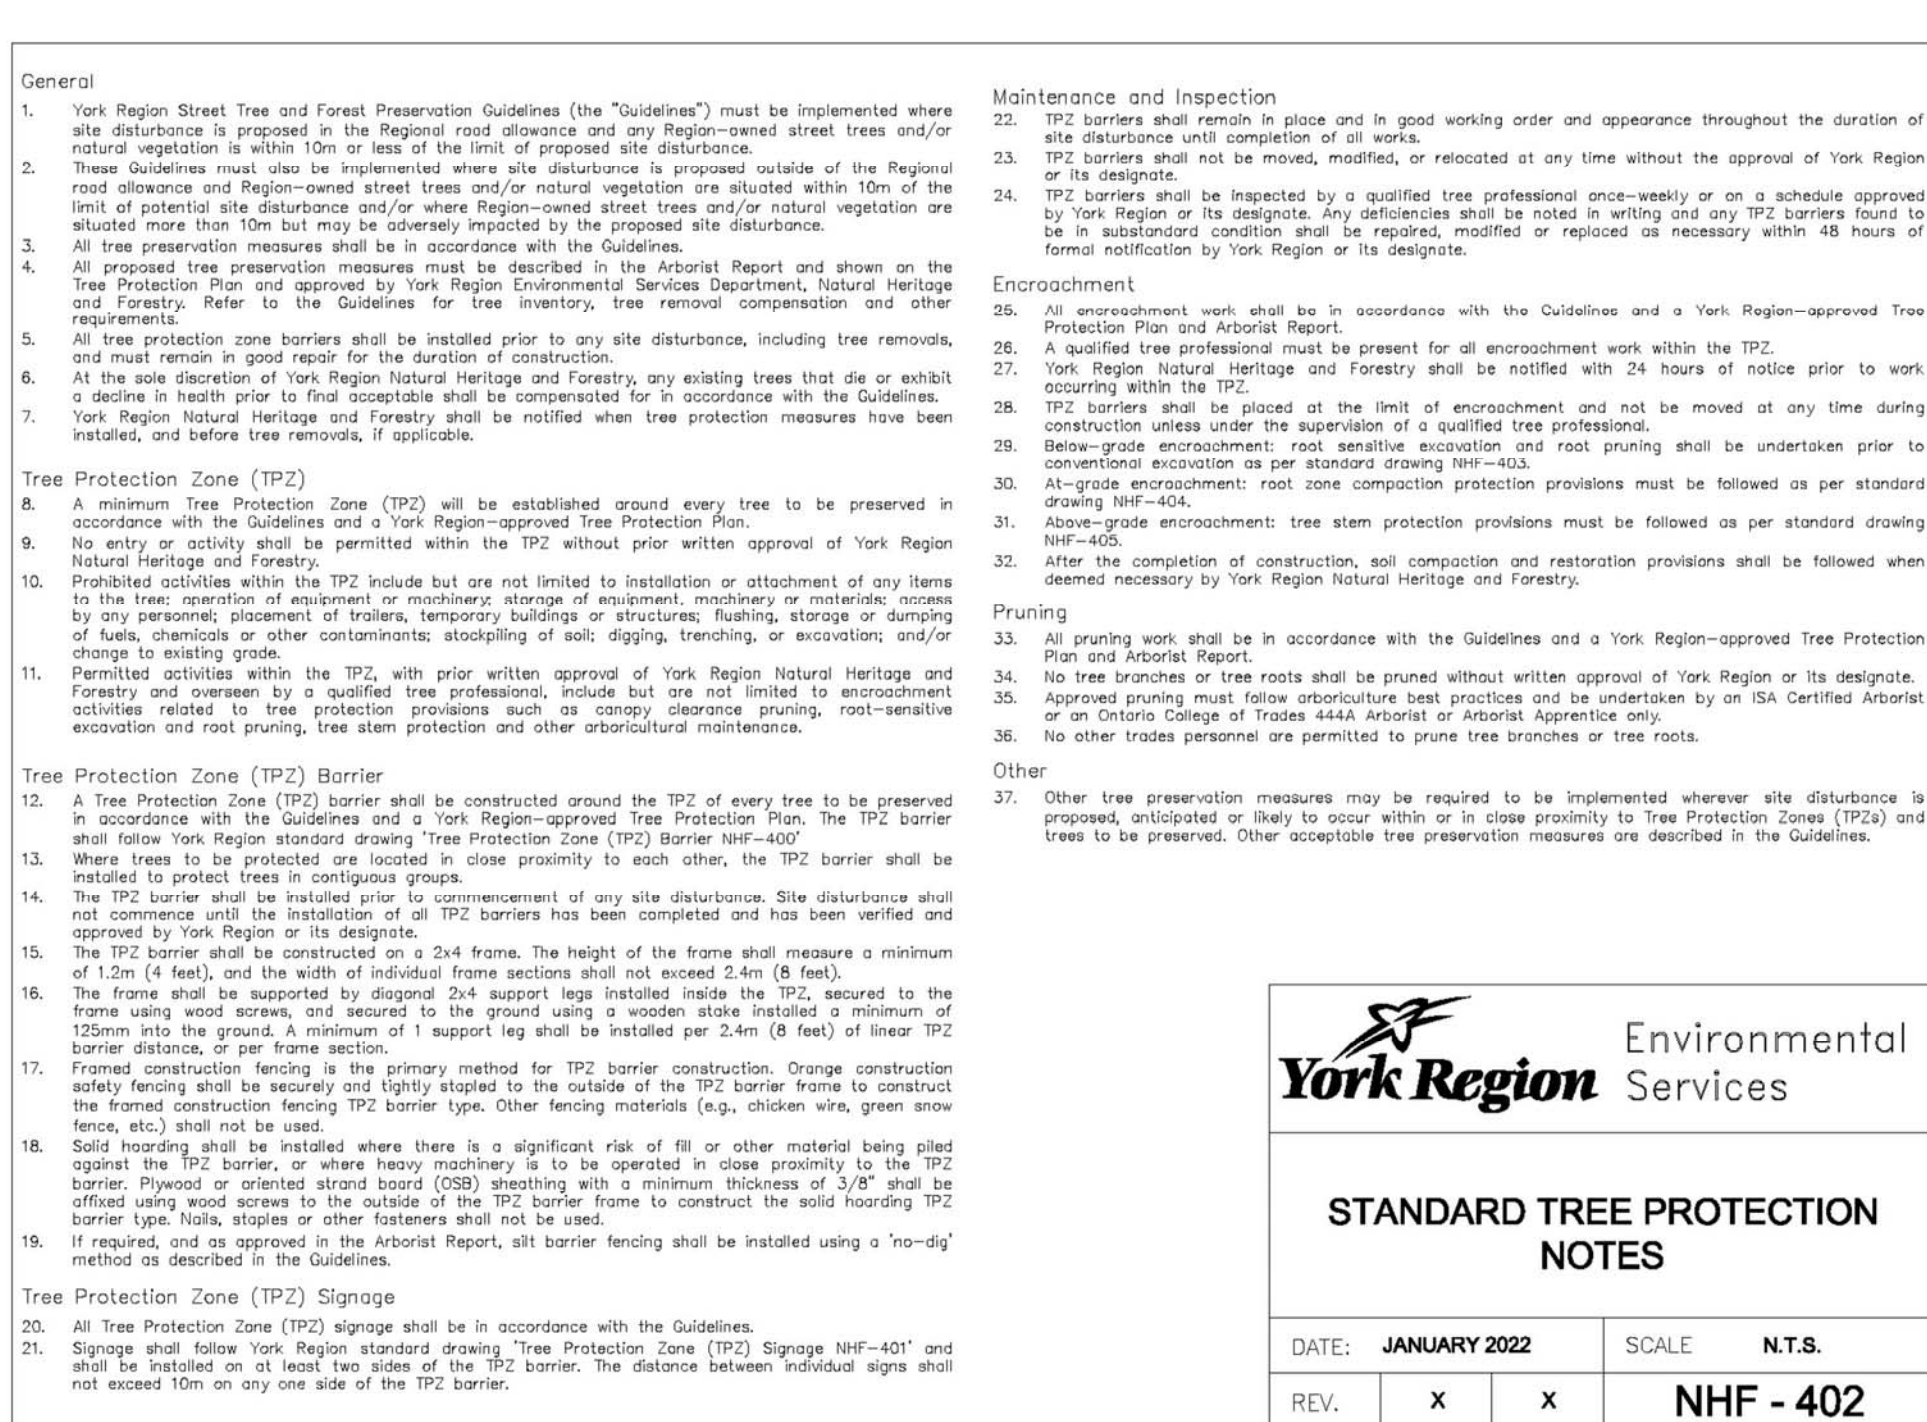 General
1. York Region Street Tree and Forest Preservation Guidelines (the "Guidelines") must be implemented where
site disturbance is proposed in the Regional road allowance and any Region-owned street trees and/or
natural vegetation is within 10m or less of the limit of proposed site disturbance.
2. These Guidelines must also be implemented where site disturbance is proposed outside of the Regional
road allowance and Region-owned street trees and/or natural vegetation are situated within 10m of the
limit of potential site disturbance and/or where Region-owned street trees and/or natural vegetation are
situated more than 10m but may be adversely impacted by the proposed site disturbance.
3. All tree preservation measures shall be in accordance with the Guidelines.
4. All proposed tree preservation measures must be described in the Arborist Report and shown on the
Tree Protection Plan and approved by York Region Environmental Services Department, Natural Heritage
and Forestry. Refer to the Guidelines for tree inventory, tree removal compensation and other
requirements.
5. All tree protection zone barriers shall be installed prior to any site disturbance, including tree removals,
and must remain in good repair for the duration of construction.
6. At the sole discretion of York Region Natural Heritage and Forestry, any existing trees that die or exhibit
a decline in health prior to final acceptable shall be compensated for in accordance with the Guidelines.
7. York Region Natural Heritage and Forestry shall be notified when tree protection measures have been
installed, and before tree removals, if applicable.
Tree Protection Zone (TPZ)
8. A minimum Tree Protection Zone (TPZ) will be established around every tree to be preserved in
accordance with the Guidelines and a York Region-approved Tree Protection Plan.
9. No entry or activity shall be permitted within the TPZ without prior written approval of York Region
Natural Heritage and Forestry.
10. Prohibited activities within the TPZ include but are not limited to installation or attachment of any items
to the tree; operation of equipment or machinery; storage of equipment, machinery or materials; access
by any personnel; placement of trailers, temporary buildings or structures; flushing, storage or dumping
of fuels, chemicals or other contaminants; stockpiling of soil; digging, trenching, or excavation; and/or
change to existing grade.
11. Permitted activities within the TPZ, with prior written approval of York Region Natural Heritage and
Forestry and overseen by a qualified tree professional, include but are not limited to encroachment
activities related to tree protection provisions such as canopy clearance pruning, root-sensitive
excavation and root pruning, tree stem protection and other arboricultural maintenance.
Tree Protection Zone (TPZ) Barrier
12. A Tree Protection Zone (TPZ) barrier shall be constructed around the TPZ of every tree to be preserved
in accordance with the Guidelines and a York Region-approved Tree Protection Plan. The TPZ barrier
shall follow York Region standard drawing 'Tree Protection Zone (TPZ) Barrier NHF-400'
13. Where trees to be protected are located in close proximity to each other, the TPZ barrier shall be
installed to protect trees in contiguous groups.
14. The TPZ barrier shall be installed prior to commencement of any site disturbance. Site disturbance shall
not commence until the installation of all TPZ barriers has been completed and has been verified and
approved by York Region or its designate.
15. The TPZ barrier shall be constructed on a 2x4 frame. The height of the frame shall measure a minimum
of 1.2m (4 feet), and the width of individual frame sections shall not exceed 2.4m (8 feet).
16. The frame shall be supported by diagonal 2x4 support legs installed inside the TPZ, secured to the
frame using wood screws, and secured to the ground using a wooden stake installed a minimum of
125mm into the ground. A minimum of 1 support leg shall be installed per 2.4m (8 feet) of linear TPZ
barrier distance, or per frame section.
17. Framed construction fencing is the primary method for TPZ barrier construction. Orange construction
safety fencing shall be securely and tightly stapled to the outside of the TPZ barrier frame to construct
the framed construction fencing TPZ barrier type. Other fencing materials (e.g., chicken wire, green snow
fence, etc.) shall not be used.
18. Solid hoarding shall be installed where there is a significant risk of fill or other material being piled
against the TPZ barrier, or where heavy machinery is to be operated in close proximity to the TPZ
barrier. Plywood or oriented strand board (OSB) sheathing with a minimum thickness of 3/8" shall be
affixed using wood screws to the outside of the TPZ barrier frame to construct the solid hoarding TPZ
barrier type. Nails, staples or other fasteners shall not be used.
19. If required, and as approved in the Arborist Report, silt barrier fencing shall be installed using a 'no-dig'
method as described in the Guidelines.
Tree Protection Zone (TPZ) Signage
20. All Tree Protection Zone (TPZ) signage shall be in accordance with the Guidelines.
21. Signage shall follow York Region standard drawing 'Tree Protection Zone (TPZ) Signage NHF-401' and
shall be installed on at least two sides of the TPZ barrier. The distance between individual signs shall
not exceed 10m on any one side of the TPZ barrier.
Maintenance and Inspection
22. TPZ barriers shall remain in place and in good working order and appearance throughout the duration of
site disturbance until completion of all works.
23. TPZ barriers shall not be moved, modified, or relocated at any time without the approval of York Region
or its designate.
24. TPZ barriers shall be inspected by a qualified tree professional once-weekly or on a schedule approved
by York Region or its designate. Any deficiencies shall be noted in writing and any TPZ barriers found to
be in substandard condition shall be repaired, modified or replaced as necessary within 48 hours of
formal notification by York Region or its designate.
Encroachment
25. All encroachment work shall be in accordance with the Guidelines and a York Region-approved Tree
Protection Plan and Arborist Report.
26. A qualified tree professional must be present for all encroachment work within the TPZ.
27. York Region Natural Heritage and Forestry shall be notified with 24 hours of notice prior to work
occurring within the TPZ.
28. TPZ barriers shall be placed at the limit of encroachment and not be moved at any time during
construction unless under the supervision of a qualified tree professional.
29. Below-grade encroachment: root sensitive excavation and root pruning shall be undertaken prior to
conventional excavation as per standard drawing NHF-403.
30. At-grade encroachment: root zone compaction protection provisions must be followed as per standard
drawing NHF-404.
31. Above-grade encroachment: tree stem protection provisions must be followed as per standard drawing
NHF-405.
32. After the completion of construction, soil compaction and restoration provisions shall be followed when
deemed necessary by York Region Natural Heritage and Forestry.
Pruning
33. All pruning work shall be in accordance with the Guidelines and a York Region-approved Tree Protection
Plan and Arborist Report.
34. No tree branches or tree roots shall be pruned without written approval of York Region or its designate.
35. Approved pruning must follow arboriculture best practices and be undertaken by an ISA Certified Arborist
or an Ontario College of Trades 444A Arborist or Arborist Apprentice only.
36. No other trades personnel are permitted to prune tree branches or tree roots.
Other
37. Other tree preservation measures may be required to be implemented wherever site disturbance is
proposed, anticipated or likely to occur within or in close proximity to Tree Protection Zones (TPZs) and
trees to be preserved. Other acceptable tree preservation measures are described in the Guidelines.
York Region
Environmental
Services
STANDARD TREE PROTECTION
NOTES
DATE: JANUARY 2022 SCALE N.T.S.
REV. X X NHF - 402